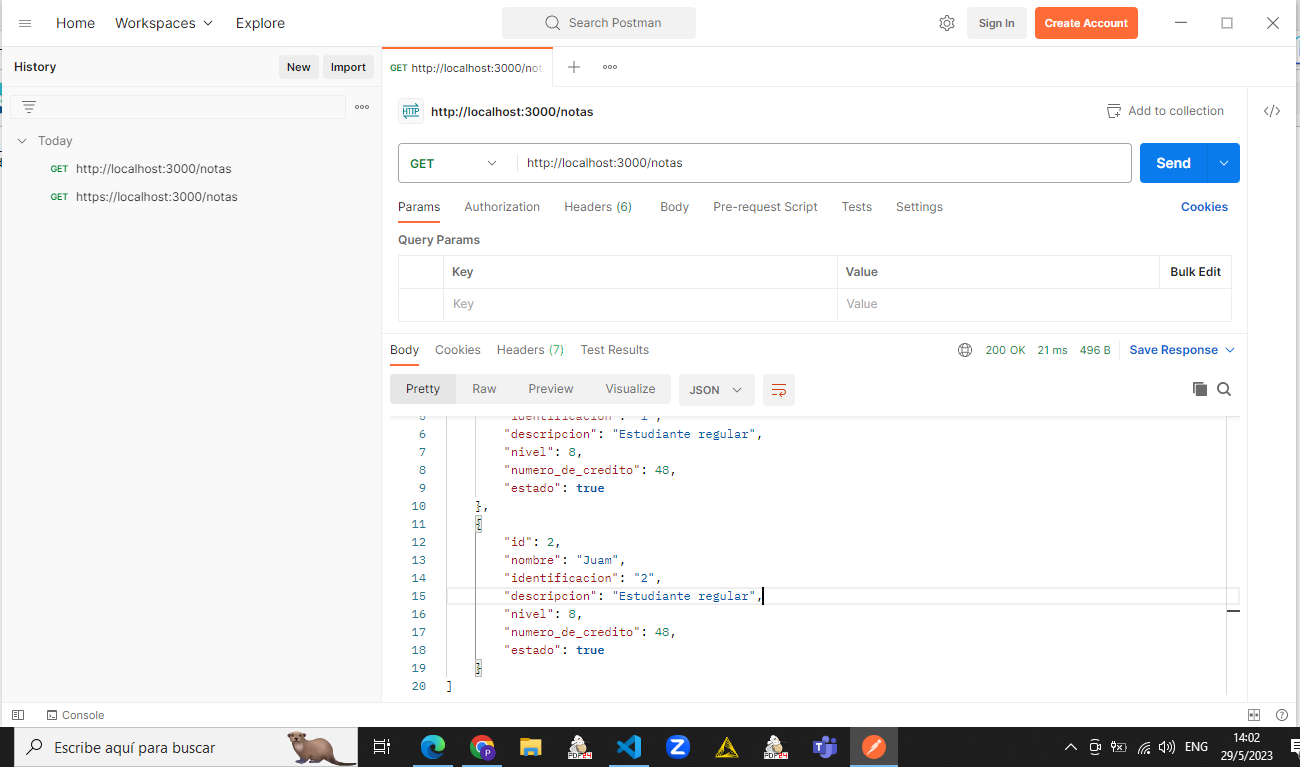 Home Workspaces Explore Search Postman Sign In Create Account
History New Import GET http://localhost:3000/not
HTTP http://localhost:3000/notas Add to collection
Today
GET http://localhost:3000/notas
GET https://localhost:3000/notas
GET http://localhost:3000/notas Send
Params Authorization Headers (6) Body Pre-request Script Tests Settings Cookies
Query Params
Key Value Bulk Edit
Key Value
Body Cookies Headers (7) Test Results 200 OK 21 ms 496 B Save Response
Pretty Raw Preview Visualize JSON
5 "identificacion": "1",
6 "descripcion": "Estudiante regular",
7 "nivel": 8,
8 "numero_de_credito": 48,
9 "estado": true
10 },
11 {
12 "id": 2,
13 "nombre": "Juam",
14 "identificacion": "2",
15 "descripcion": "Estudiante regular",
16 "nivel": 8,
17 "numero_de_credito": 48,
18 "estado": true
19 }
20 ]
Console
Escribe aquí para buscar
P
ENG
14:02
29/5/2023